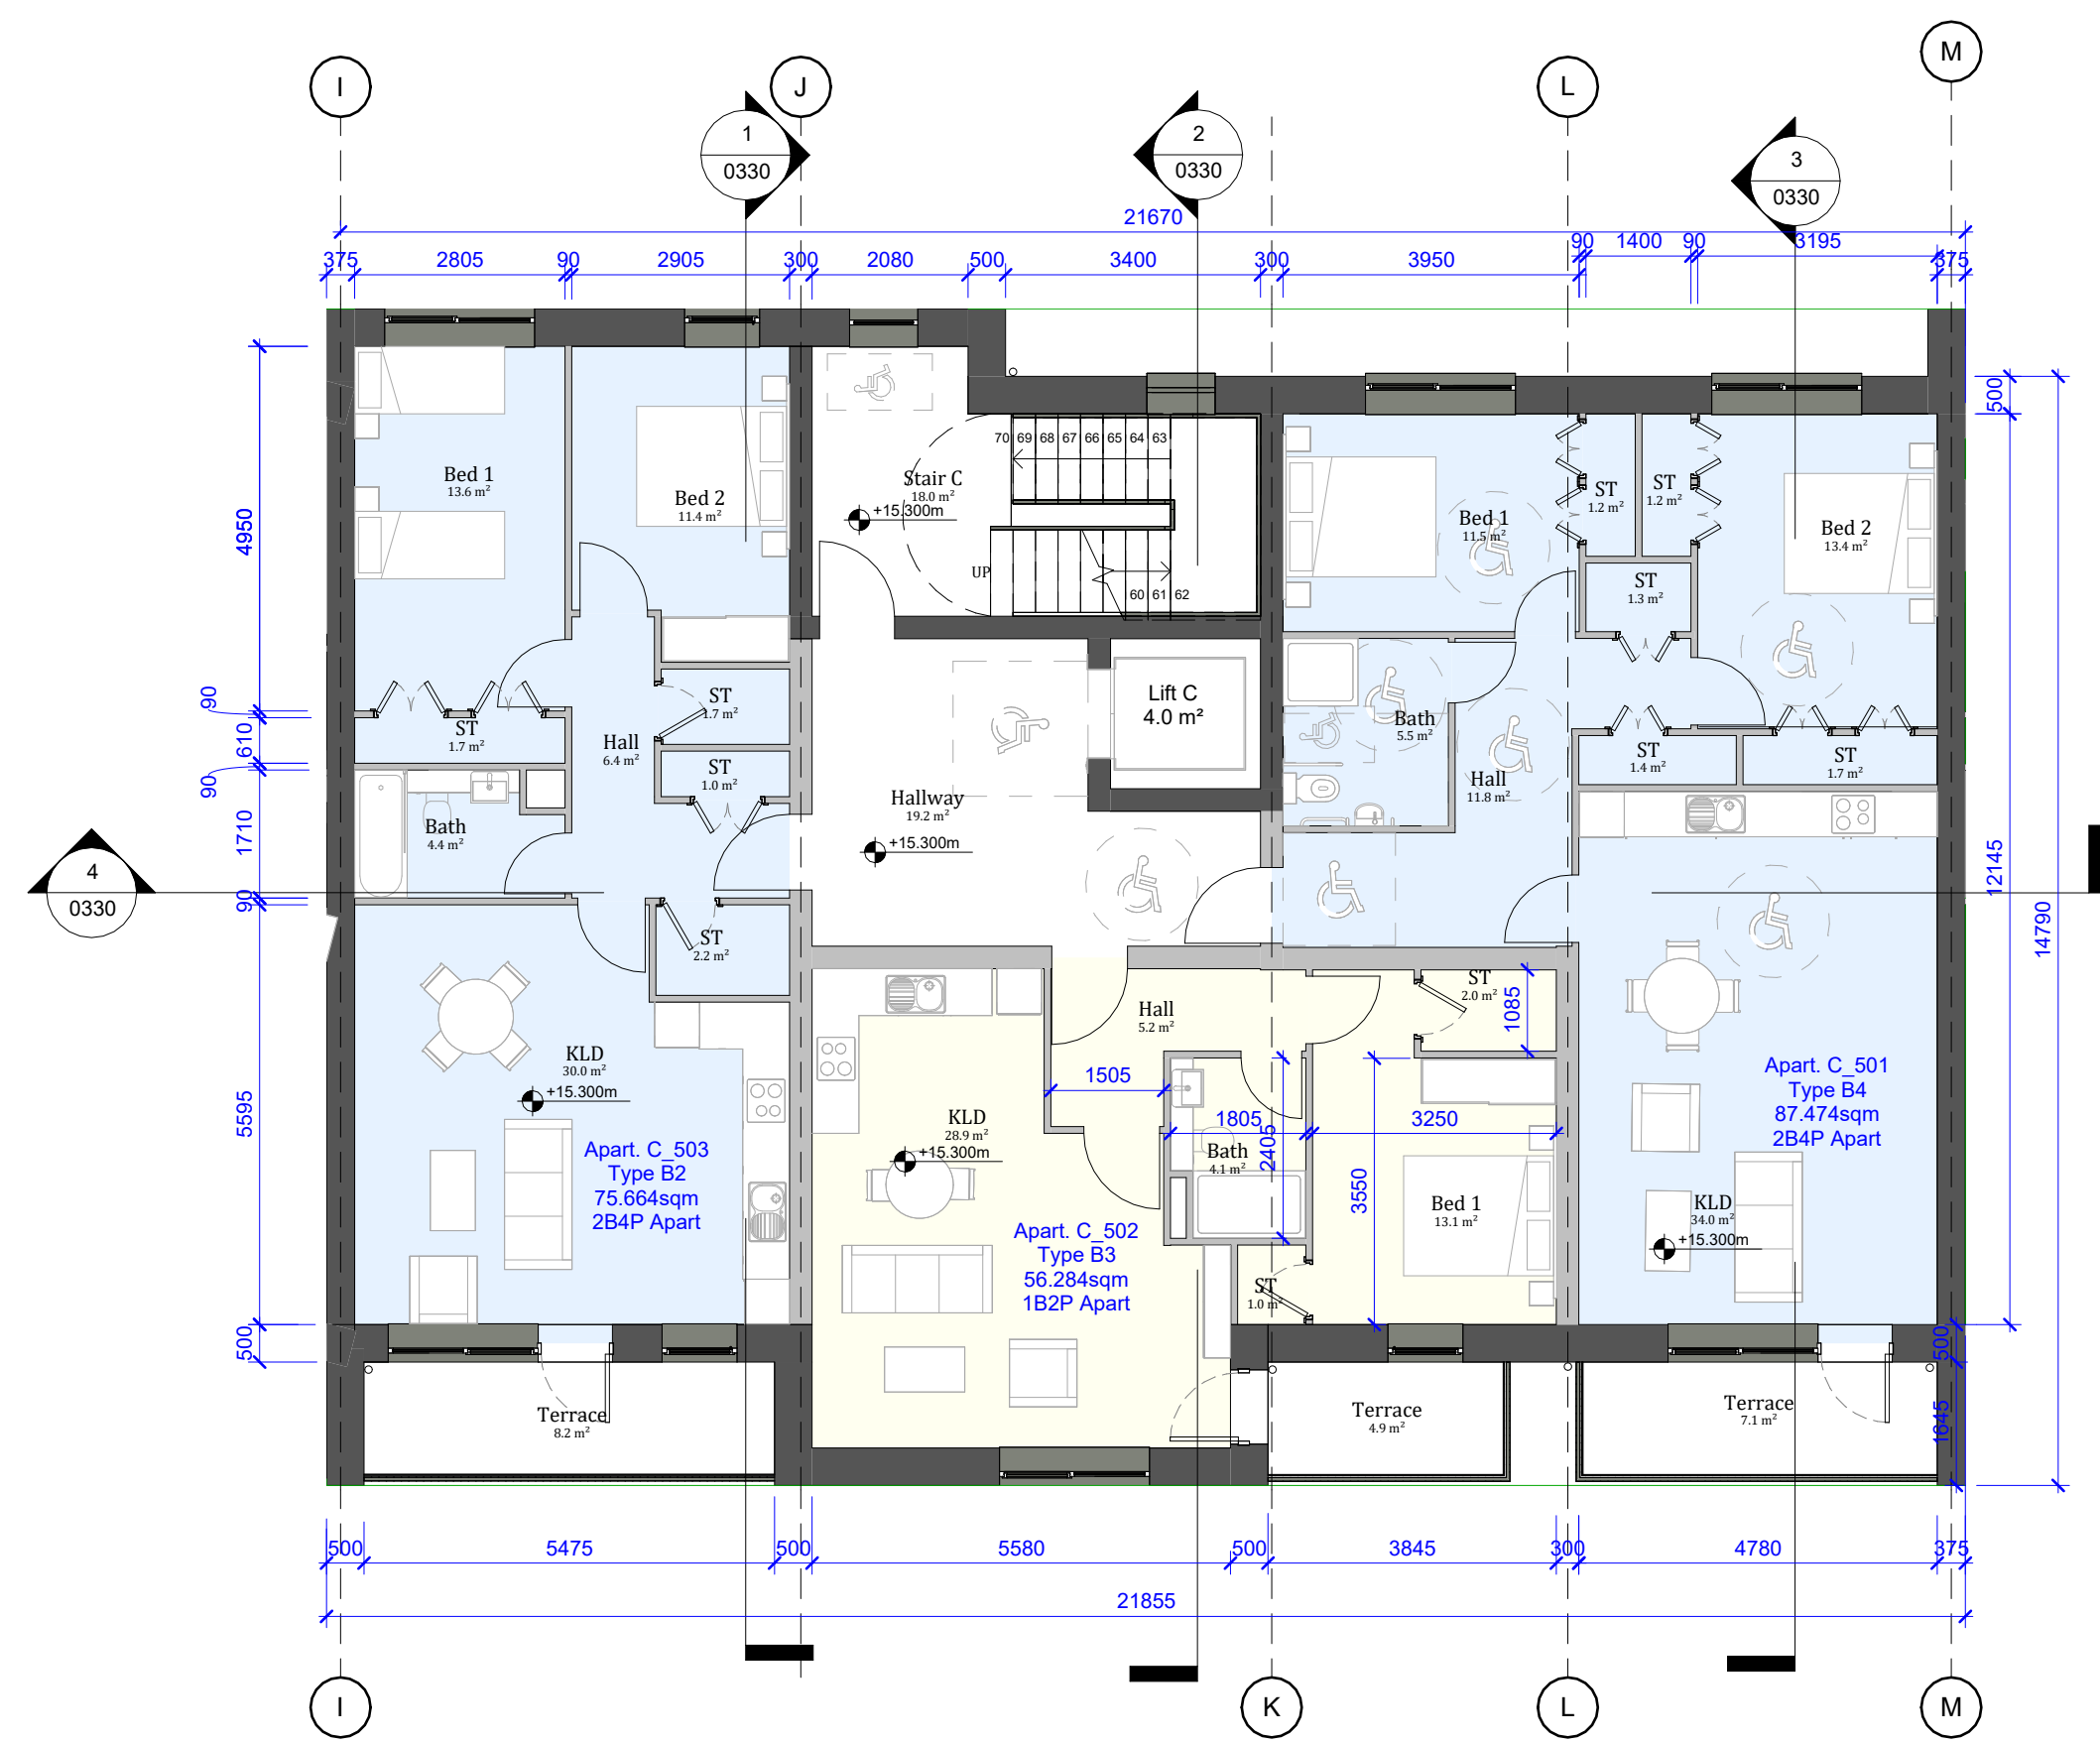 I
J
L
M
1
0330
2
0330
3
0330
21670
90
1400
90
3195
375
2805
90
2905
300
2080
500
3400
300
3950
375
4950
90
610
90
1710
90
5595
500
500
12145
14790
500
1645
Bed 1
13.6 m²
Bed 2
11.4 m²
Stair C
18.0 m²
+15.300m
70
69
68
67
66
65
64
63
UP
60
61
62
Bed 1
11.5 m²
ST
1.2 m²
ST
1.2 m²
Bed 2
13.4 m²
ST
1.3 m²
ST
1.7 m²
ST
1.7 m²
Hall
6.4 m²
ST
1.0 m²
Lift C
4.0 m²
Bath
5.5 m²
Hall
11.8 m²
ST
1.4 m²
ST
1.7 m²
Hallway
19.2 m²
+15.300m
Bath
4.4 m²
4
0330
ST
2.2 m²
KLD
30.0 m²
+15.300m
Apart. C_503
Type B2
75.664sqm
2B4P Apart
Hall
5.2 m²
ST
2.0 m²
1085
1505
KLD
28.9 m²
+15.300m
1805
2405
3250
3550
Bath
4.1 m²
Bed 1
13.1 m²
Apart. C_502
Type B3
56.284sqm
1B2P Apart
ST
1.0 m²
Apart. C_501
Type B4
87.474sqm
2B4P Apart
KLD
34.0 m²
+15.300m
Terrace
8.2 m²
Terrace
4.9 m²
Terrace
7.1 m²
500
5475
500
5580
500
3845
300
4780
375
21855
I
K
L
M